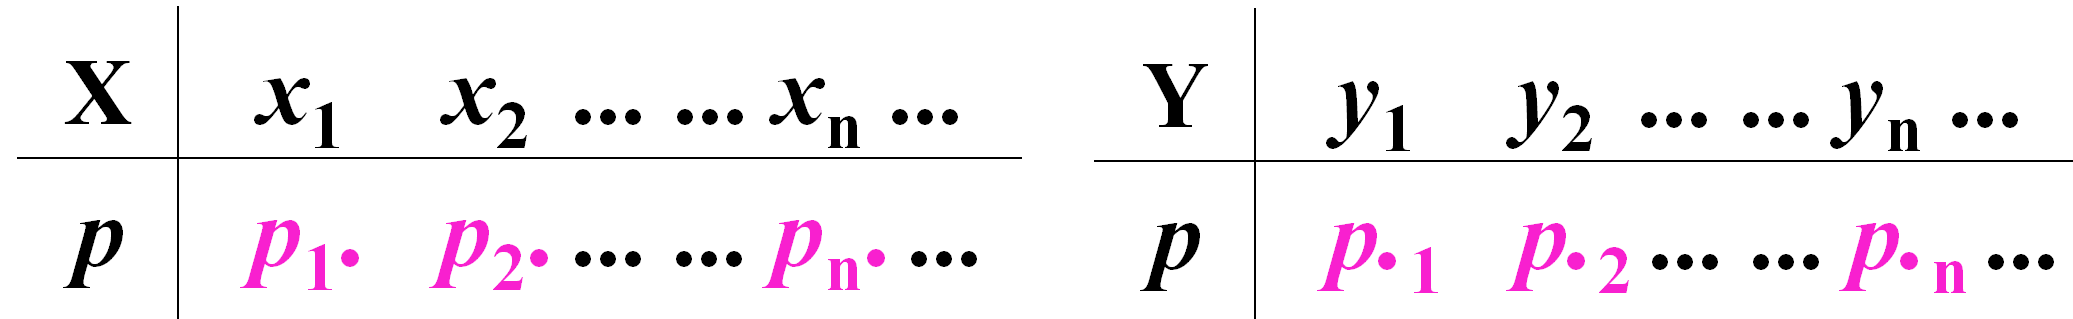 X x₁ x₂ ... ... xₙ ...
p p₁• p₂• ... ... pₙ• ...
Y y₁ y₂ ... ... yₙ ...
p p•₁ p•₂ ... ... p•ₙ ...